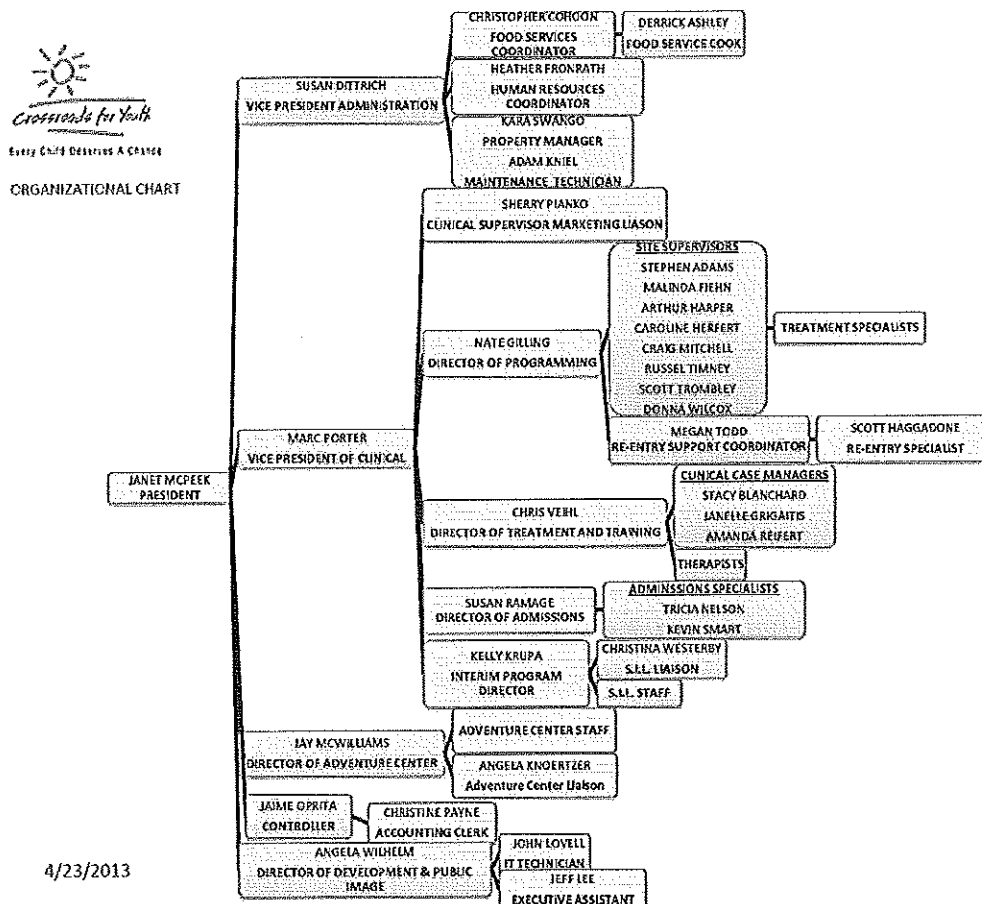 Crossroads for Youth
Every Child Deserves A Chance
ORGANIZATIONAL CHART
JANET MCPEEK
PRESIDENT
SUSAN DITTRICH
VICE PRESIDENT ADMINISTRATION
CHRISTOPHER COHOON
FOOD SERVICES
COORDINATOR
DERRICK ASHLEY
FOOD SERVICE COOK
HEATHER FRONRATH
HUMAN RESOURCES
COORDINATOR
KARA SWANGO
PROPERTY MANAGER
ADAM KNIEL
MAINTENANCE TECHNICIAN
MARC PORTER
VICE PRESIDENT OF CLINICAL
SHERRY PIANKO
CLINICAL SUPERVISOR MARKETING LIASON
NATE GILLING
DIRECTOR OF PROGRAMMING
SITE SUPERVISORS
STEPHEN ADAMS
MALINDA FIEHN
ARTHUR HARPER
CAROLINE HERFERT
CRAIG MITCHELL
RUSSEL TIMNEY
SCOTT TROMBLEY
DONNA WILCOX
TREATMENT SPECIALISTS
MEGAN TODD
RE-ENTRY SUPPORT COORDINATOR
SCOTT HAGGADONE
RE-ENTRY SPECIALIST
CHRIS VEIHL
DIRECTOR OF TREATMENT AND TRAINING
CLINICAL CASE MANAGERS
STACY BLANCHARD
JANELLE GRIGAITIS
AMANDA REIFERT
THERAPISTS
SUSAN RAMAGE
DIRECTOR OF ADMISSIONS
ADMINSSIONS SPECIALISTS
TRICIA NELSON
KEVIN SMART
KELLY KRUPA
INTERIM PROGRAM
DIRECTOR
CHRISTINA WESTERBY
S.I.L. LIAISON
S.I.L. STAFF
JAY MCWILLIAMS
DIRECTOR OF ADVENTURE CENTER
ADVENTURE CENTER STAFF
ANGELA KNOERTZER
Adventure Center Liaison
JAIME OPRITA
CONTROLLER
CHRISTINE PAYNE
ACCOUNTING CLERK
ANGELA WILHELM
DIRECTOR OF DEVELOPMENT & PUBLIC
IMAGE
JOHN LOVELL
IT TECHNICIAN
JEFF LEE
EXECUTIVE ASSISTANT
4/23/2013